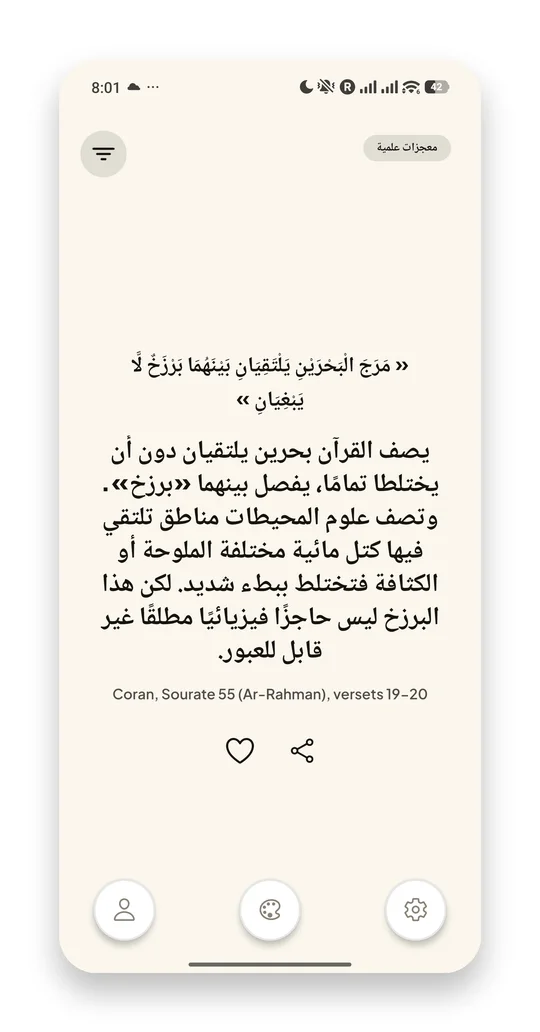 8:01
R
42
معجزات علمية
« مَرَجَ الْبَحْرَيْنِ يَلْتَقِيَانِ بَيْنَهُمَا بَرْزَخٌ لَّا
يَبْغِيَانِ »
يصف القرآن بحرين يلتقيان دون أن
يختلطا تمامًا، يفصل بينهما «برزخ».
وتصف علوم المحيطات مناطق تلتقي
فيها كتل مائية مختلفة الملوحة أو
الكثافة فتختلط ببطء شديد. لكن هذا
البرزخ ليس حاجزًا فيزيائيًا مطلقًا غير
قابل للعبور.
Coran, Sourate 55 (Ar-Rahman), versets 19–20